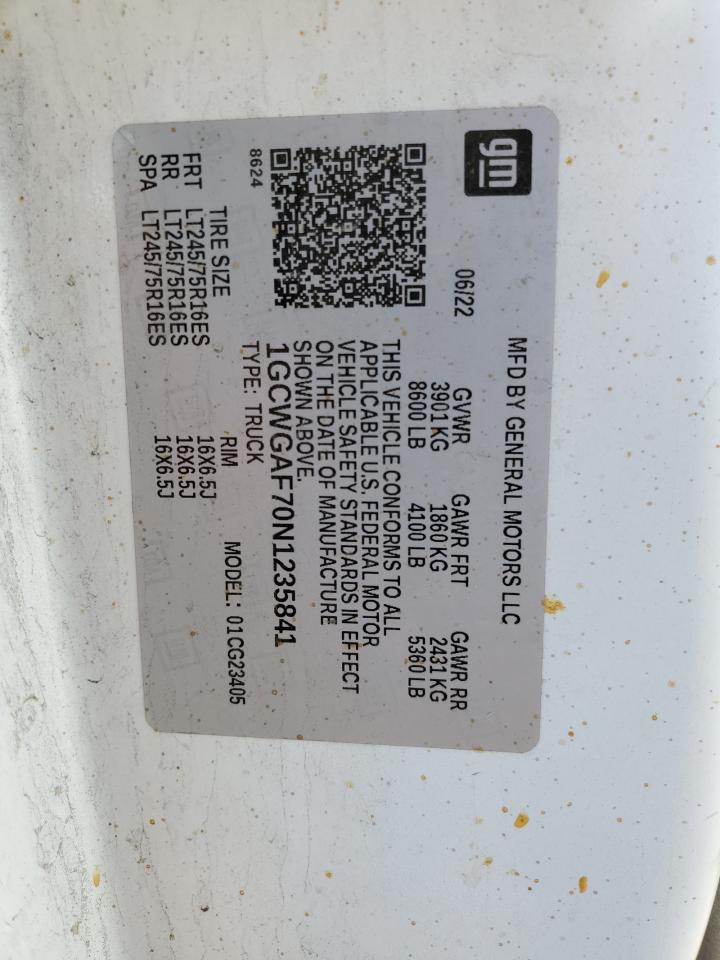 gm
MFD BY GENERAL MOTORS LLC
06/22
GVWR GAWR FRT GAWR RR
3901 KG 1860 KG 2431 KG
8600 LB 4100 LB 5360 LB
THIS VEHICLE CONFORMS TO ALL
APPLICABLE U.S. FEDERAL MOTOR
VEHICLE SAFETY STANDARDS IN EFFECT
ON THE DATE OF MANUFACTURE
SHOWN ABOVE.
1GCWGAF70N1235841
8624
TYPE: TRUCK
MODEL: 01CG23405
TIRE SIZE RIM
FRT LT245/75R16ES 16X6.5J
RR LT245/75R16ES 16X6.5J
SPA LT245/75R16ES 16X6.5J